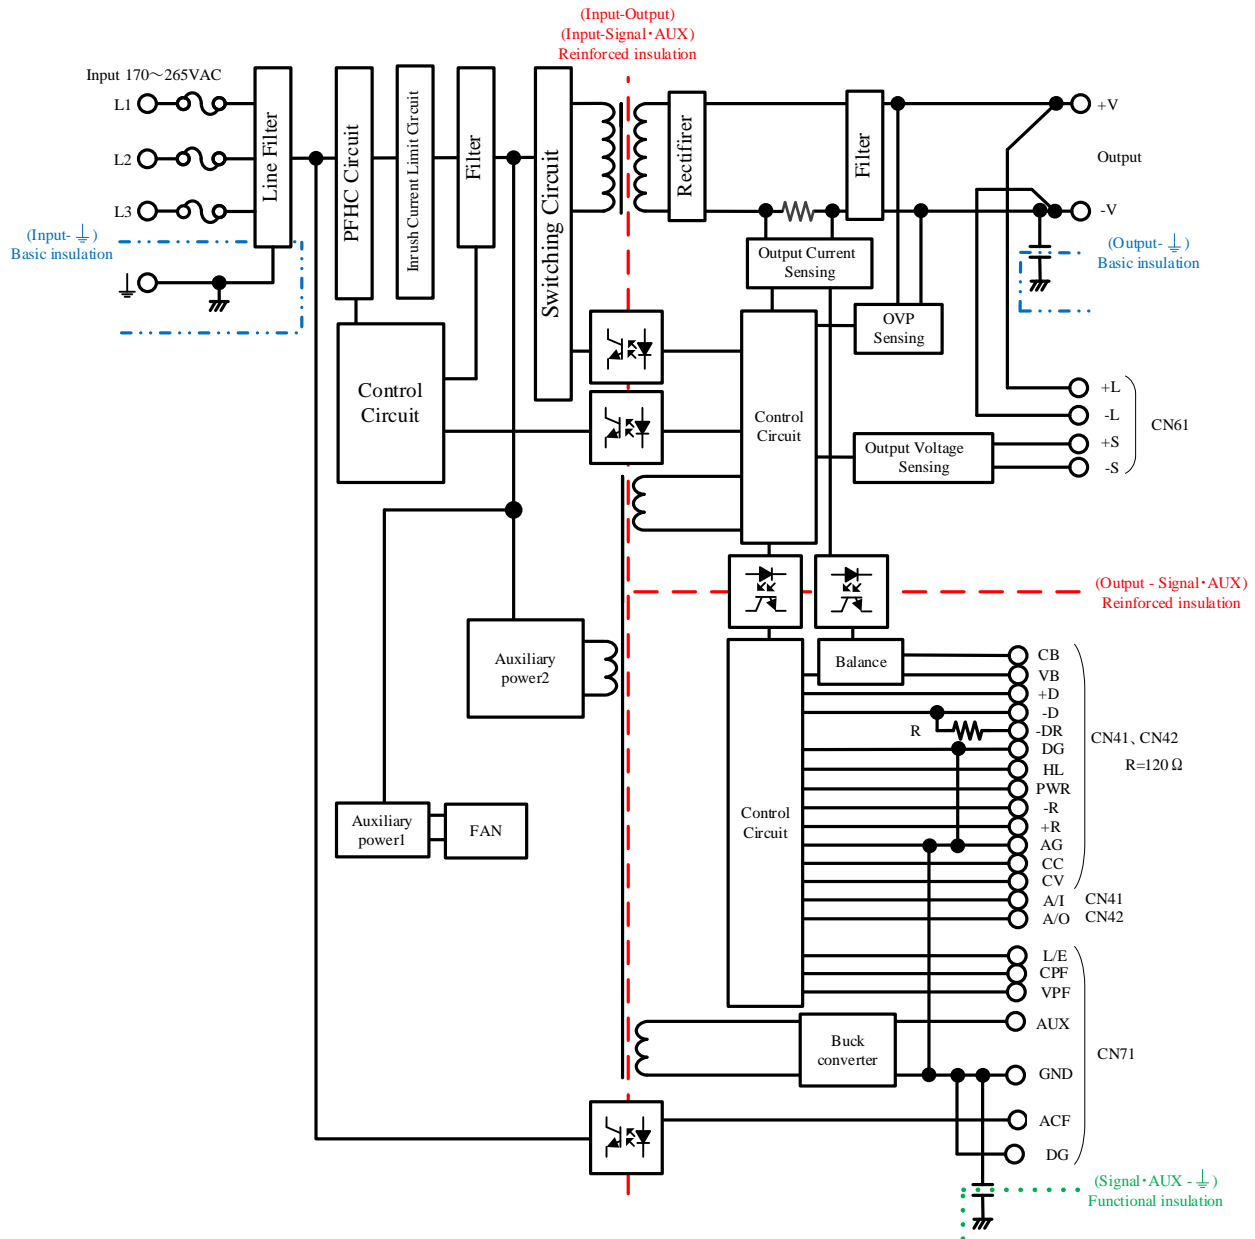 (Input-Output)
(Input-Signal･AUX)
Reinforced insulation
Input 170～265VAC
L1
L2
L3
Line Filter
PFHC Circuit
Inrush Current Limit Circuit
Filter
Switching Circuit
Rectifirer
Filter
+V
Output
-V
(Input-⏚)
Basic insulation
⏚
(Output-⏚)
Basic insulation
Output Current
Sensing
OVP
Sensing
Control
Circuit
Control
Circuit
Output Voltage
Sensing
+L
-L
+S
-S
CN61
(Output - Signal･AUX)
Reinforced insulation
Auxiliary
power2
Balance
CB
VB
+D
-D
R
-DR
DG
HL
PWR
-R
+R
AG
CC
CV
CN41、CN42
R=120Ω
A/I
CN41
A/O
CN42
Control
Circuit
Auxiliary
power1
FAN
L/E
CPF
VPF
AUX
GND
ACF
DG
CN71
Buck
converter
(Signal･AUX -⏚)
Functional insulation